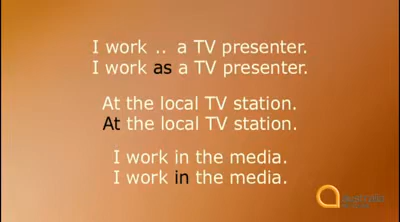 I work .. a TV presenter.
I work as a TV presenter.
At the local TV station.
At the local TV station.
I work in the media.
I work in the media.
australia